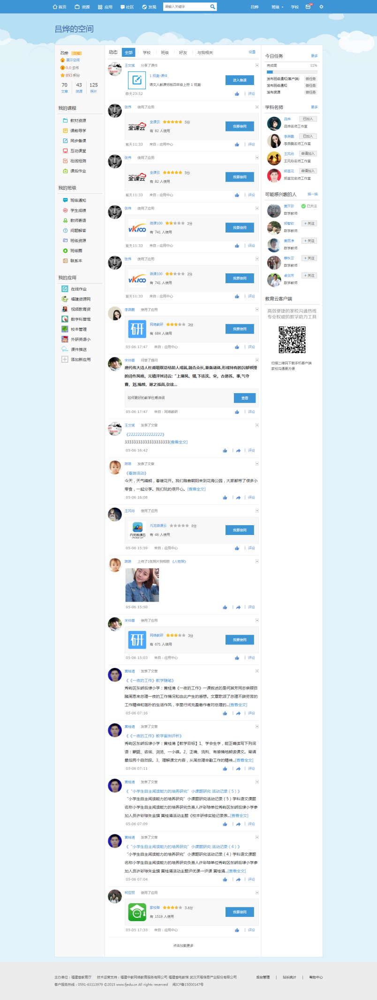 首页 资源 应用 社区 发现 请输入关键字 吕烨 班级 学校 24
吕烨的空间
吕烨
展示空间
0.0 云币
893 积分
70 43 125
文章 资源 照片
我的课程
教材资源
课前导学
同步备课
互动课堂
在线检测
课后作业
我的班级
班级通知
学生成绩
教师寄语
问题解答
班级资源
班级圈
联系本
我的应用
在线作业
福建资源网
视频教育资
数字科普馆
校本管理
外研英语小
课件推送
添加新应用
动态 全部 学校 班级 好友 与我相关 设置
王文斌 分享了课件
1 观潮-课件
语文人教课标版四年级上册 1 观潮
进入备课
昨天23:52 评论
张伟 使用了应用
全课云
全课云 5分
有 82 人使用
我要使用
前天11:33 来自：应用中心 评论
张伟 使用了应用
全课云
全课云 5分
有 82 人使用
我要使用
前天11:33 来自：应用中心 评论
张伟 使用了应用
VK100
微课100 2分
有 741 人使用
我要使用
前天11:33 来自：应用中心 评论
张伟 使用了应用
VK100
微课100 2分
有 741 人使用
我要使用
前天11:33 来自：应用中心 评论
李燕鹏 使用了应用
研
网络教研 3分
有 684 人使用
我要使用
05-06 17:47 来自：应用中心 评论
宋仲基 问答了提问
唐代伟大诗人杜甫吸取总结前人成就,融合众长,兼备诸体,形成特有的沉郁顿挫
的诗作风格。元稹评其诗云:“上薄风、骚,下该沈、宋。古傍苏、李,气夺
曹、刘,掩颜、谢之孤高,杂徐...
如何更好的教学杜甫诗词
查看
05-06 17:47 来自：网络教研 评论
王文斌 发表了文章
《222222222222222》
33333333333333333333[查看全文]
05-06 16:42 评论
琳琳 发表了文章
《春游活动》
今天，天气晴朗，春暖花开。我们踏着朝阳来到花海公园，大家都带了很多小
零食，一起分享。我们玩的很开心。[查看全文]
05-06 16:08 评论
王风玲 使用了应用
凡龙微课云
凡龙微课云 0分
有 46 人使用
我要使用
05-06 15:59 来自：应用中心 评论
琳琳 上传了1张照片到相册 《人物照》
05-06 15:50 评论
宋仲基 使用了应用
研
网络教研 3分
有 671 人使用
我要使用
05-06 15:03 来自：应用中心 评论
黄桂清 发表了文章
《《一夜的工作》教学随笔》
秀屿区东峤后埭小学：黄桂清《一夜的工作》一课叙述的是何其芳同志亲眼目
睹周恩来总理一夜的工作情况和由此产生的感想。文章歌颂了总理不辞劳苦的
工作精神和简朴的生活作风，字里行间充盈着作者对总理的...[查看全文]
05-06 07:16 评论
黄桂清 发表了文章
《《一夜的工作》教学案例评析》
秀屿区东峤后埭小学：黄桂清【教学目标】1、学会生字，能正确读写下列词
语：朦胧、咨询、浏览、一小碟。2、正确、流利、有感情地朗读课文。背诵
最后两个自然段。3、理解课文内容，从周总理辛勤工作的精神...[查看全文]
05-06 07:11 评论
黄桂清 发表了文章
《“小学生自主阅读能力的培养研究”小课题研究 活动记录（5）》
“小学生自主阅读能力的培养研究”小课题研究活动记录（5）学科语文课题
名称小学生自主阅读能力的培养研究负责人许彩琼单位秀屿区东峤后埭小学参
加人员许彩琼朱金旗 黄桂清活动主题《校本研修实验记录表...[查看全文]
05-06 07:09 评论
黄桂清 发表了文章
《“小学生自主阅读能力的培养研究”小课题研究 活动记录（4）》
“小学生自主阅读能力的培养研究”小课题研究活动记录（4）学科语文课题
名称小学生自主阅读能力的培养研究负责人许彩琼单位秀屿区东峤后埭小学参
加人员许彩琼朱金旗 黄桂清活动主题评优课一评课 黄桂清...[查看全文]
05-06 07:04 评论
柯亚丽 使用了应用
家校帮 3.6分
有 1519 人使用
我要使用
05-05 17:35 来自：应用中心 评论
点击加载更多
今日任务 更多
完成度 11%
发布班级通知(客户端) 做任务
发布班级通知 做任务
发布资源 做任务
学科名师 更多
吕烨 已加入
吕烨名师工作室
李燕鹏 已加入
李燕鹏名师工作室
王风玲 申请加入
王风玲名师工作室
郑荔花 申请加入
郑荔花名师工作室
可能感兴趣的人 换一换
黄开珍 已关注
数学教师
郑智钦 + 关注
数学教师
黄丽净 + 关注
数学教师
蔡秋云 + 关注
数学教师
卓剑芳 + 关注
数学教师
教育云客户端
高效便捷的家校沟通热线
专业权威的教学助力工具
扫描二维码下载手机客户端
家校沟通更方便
主办单位：福建省教育厅 技术运营支持：福建中教网络教育服务有限公司 福建省电教馆 武汉天喻信息产业股份有限公司 后台管理 | 站长统计 | 帮助中心
客户服务热线：0591-63113979 ©2015 www.fjedu.cn All rights reserved 闽ICP备15000147号